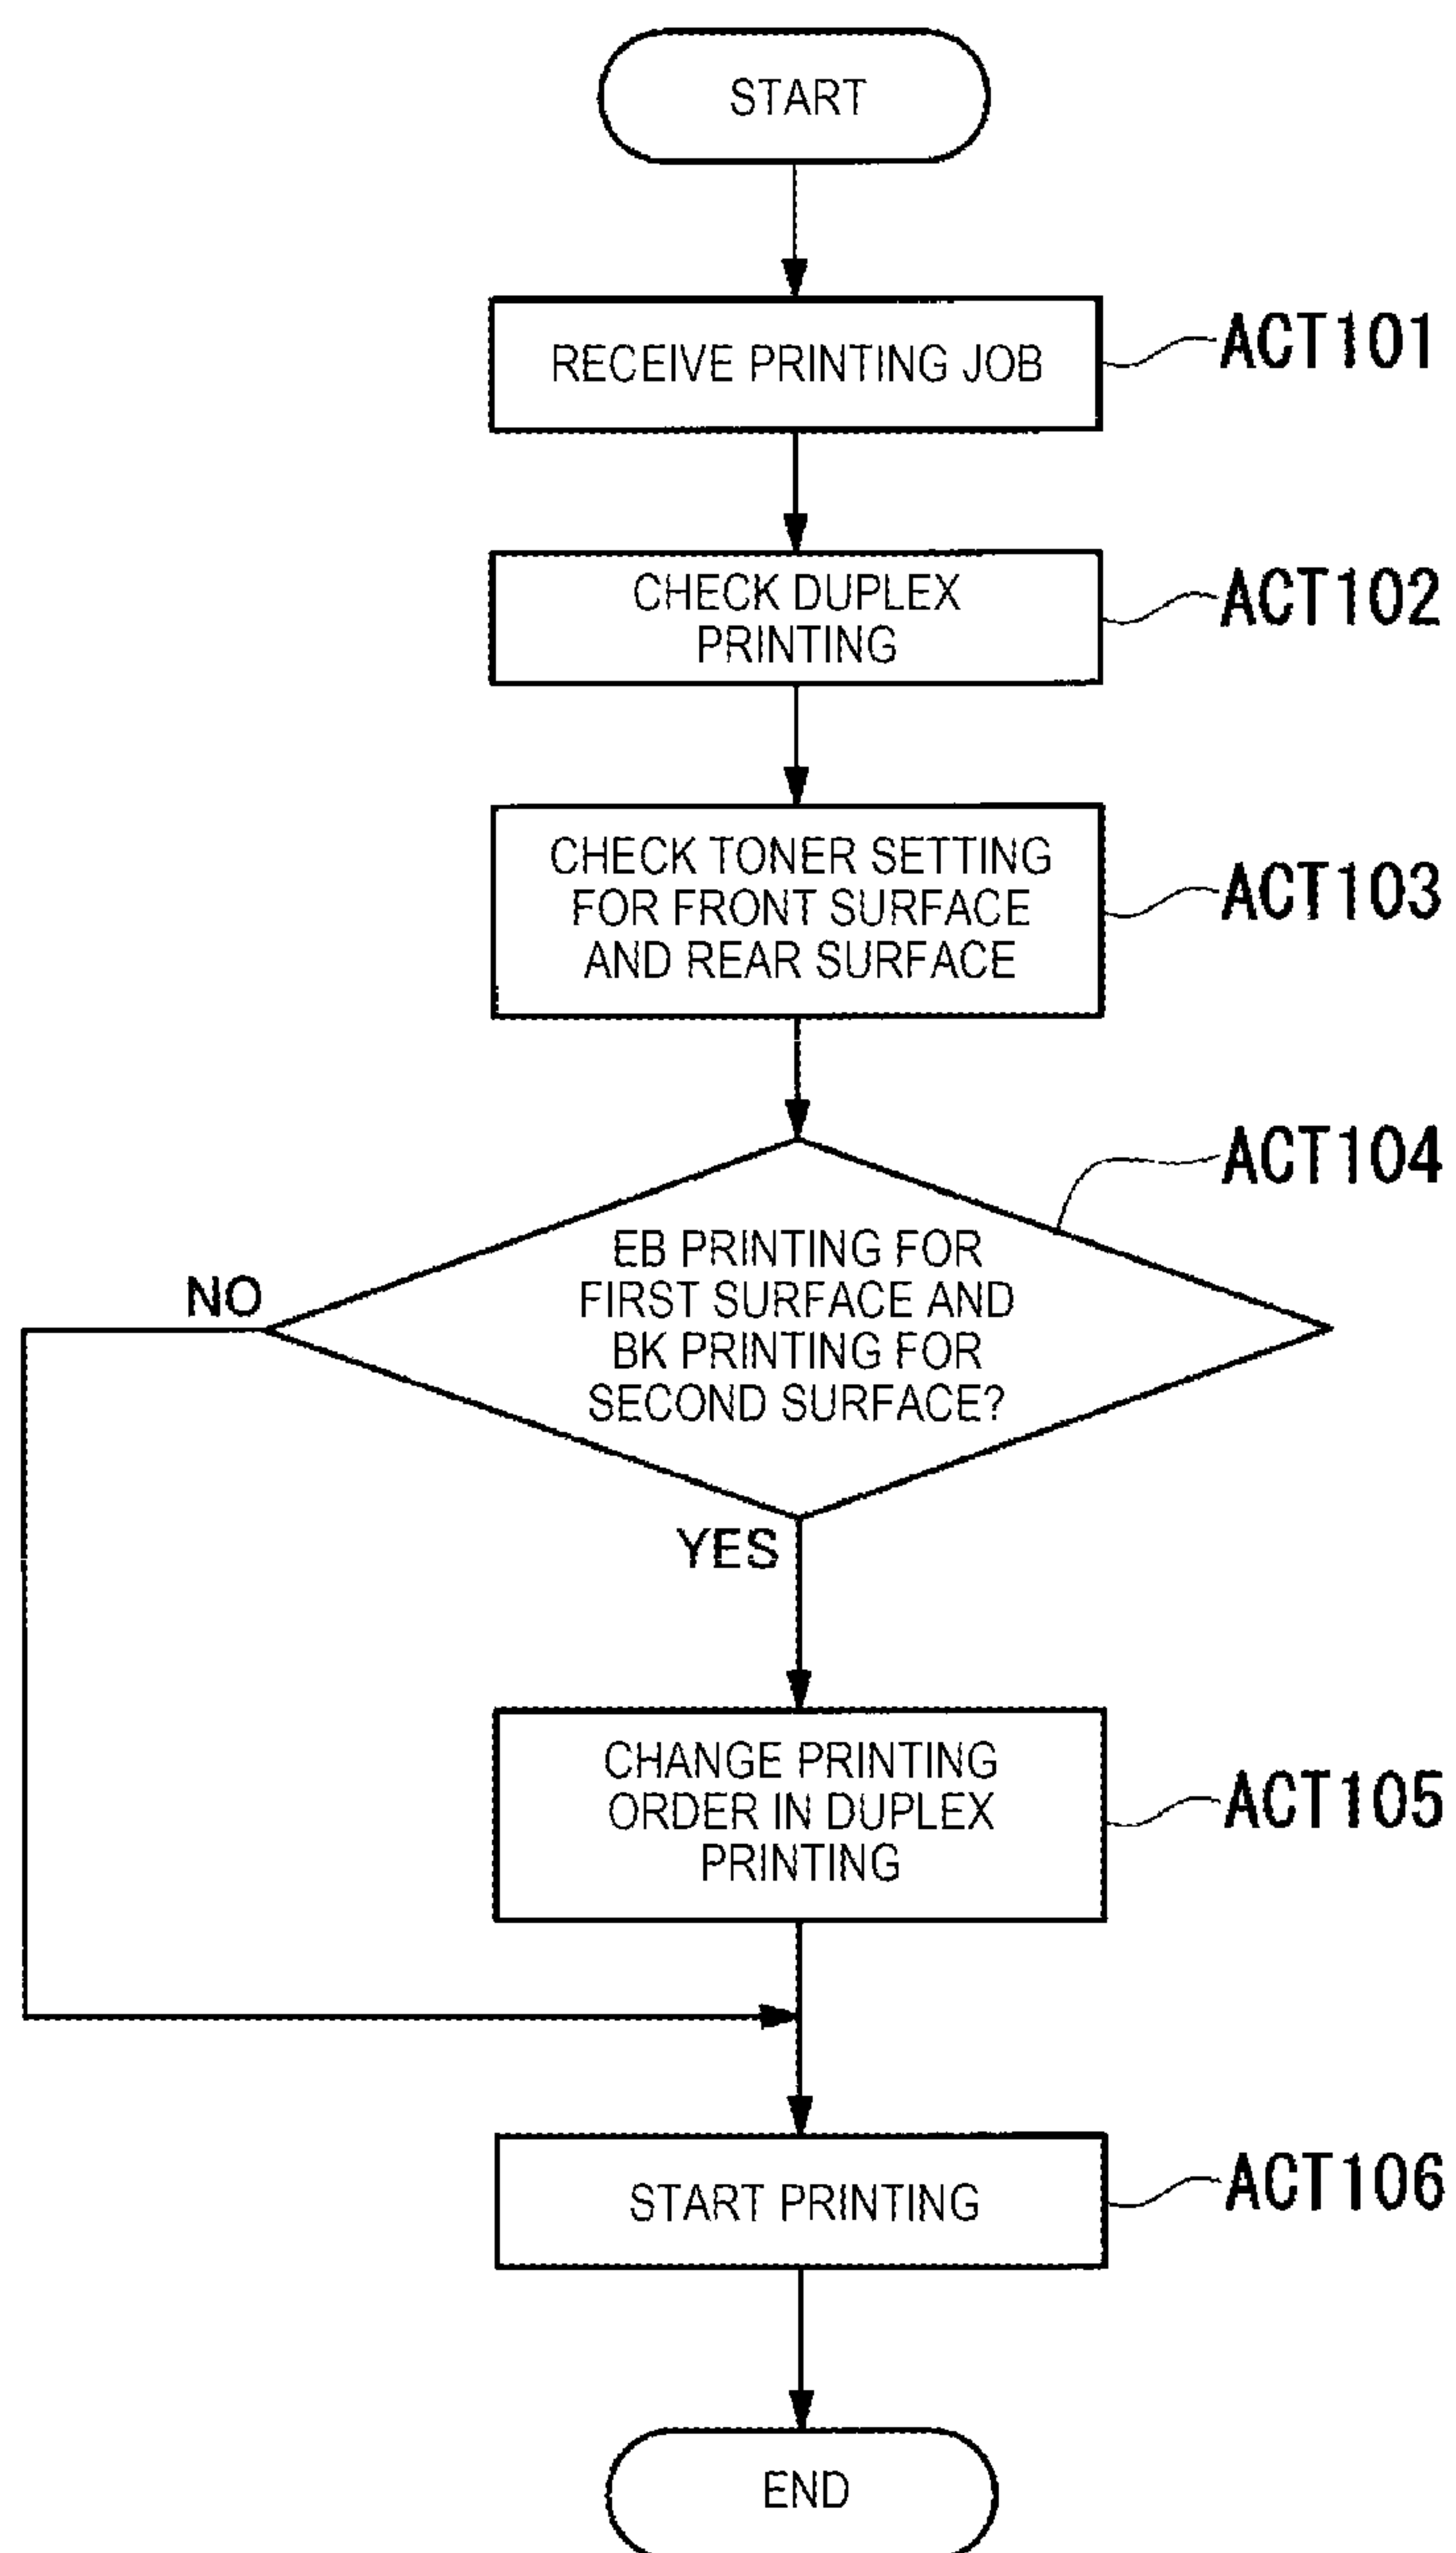 START
RECEIVE PRINTING JOB
ACT101
CHECK DUPLEX
PRINTING
ACT102
CHECK TONER SETTING
FOR FRONT SURFACE
AND REAR SURFACE
ACT103
ACT104
EB PRINTING FOR
FIRST SURFACE AND
BK PRINTING FOR
SECOND SURFACE?
NO
YES
CHANGE PRINTING
ORDER IN DUPLEX
PRINTING
ACT105
START PRINTING
ACT106
END